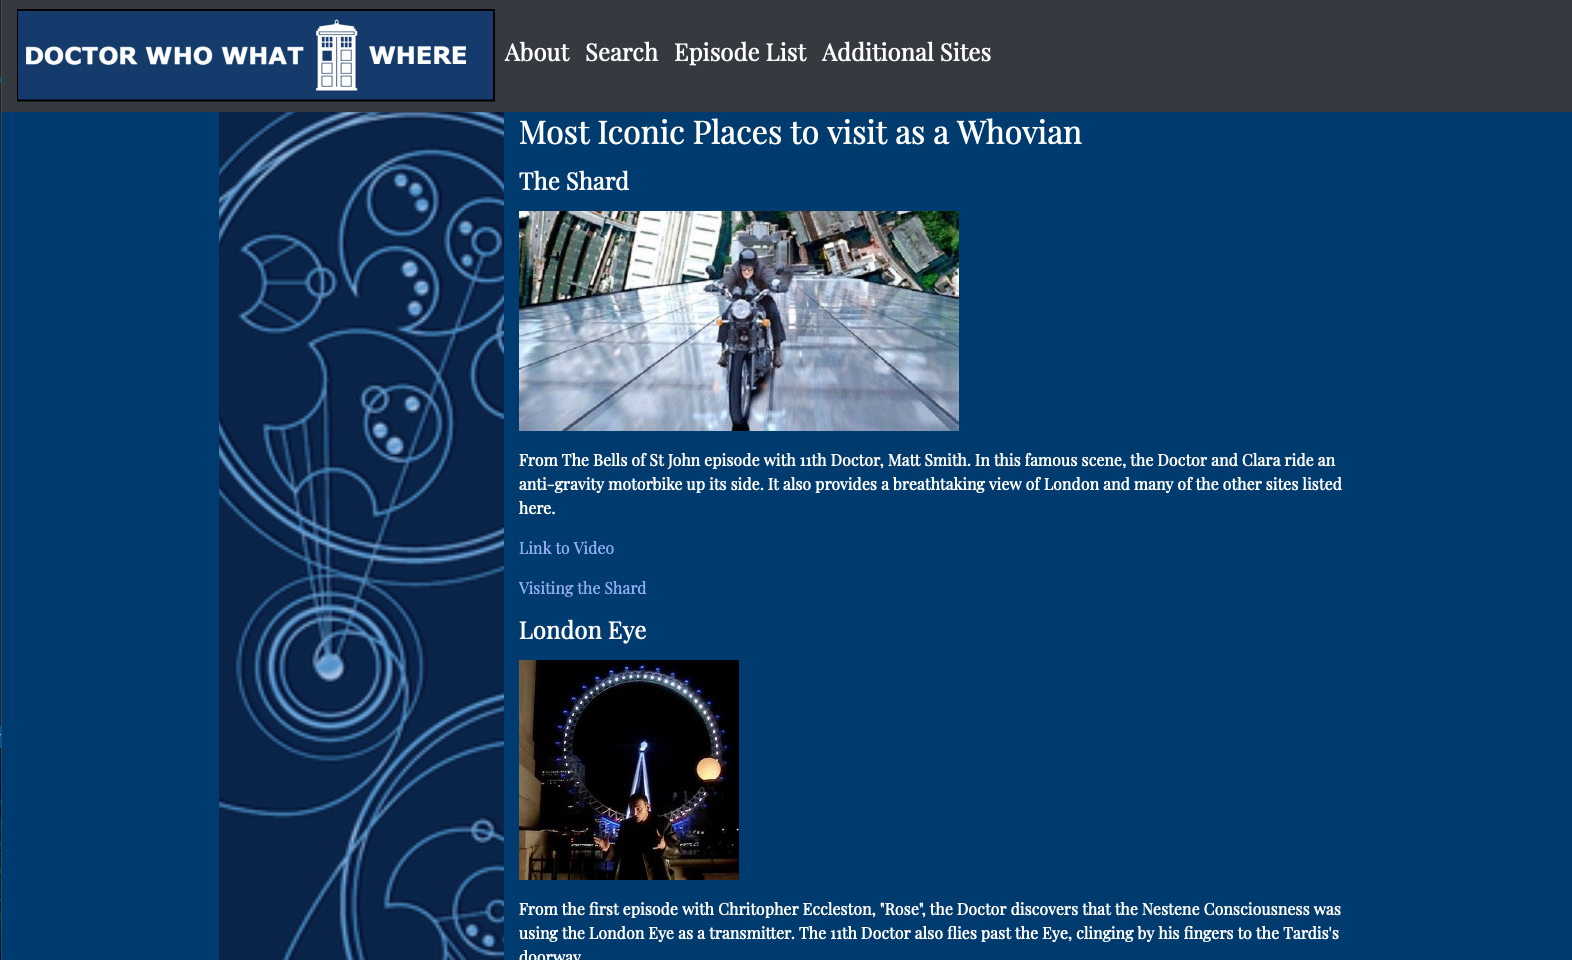 DOCTOR WHO WHAT WHERE
About Search Episode List Additional Sites
Most Iconic Places to visit as a Whovian
The Shard
From The Bells of St John episode with 11th Doctor, Matt Smith. In this famous scene, the Doctor and Clara ride an
anti-gravity motorbike up its side. It also provides a breathtaking view of London and many of the other sites listed
here.
Link to Video
Visiting the Shard
London Eye
From the first episode with Chritopher Eccleston, "Rose", the Doctor discovers that the Nestene Consciousness was
using the London Eye as a transmitter. The 11th Doctor also flies past the Eye, clinging by his fingers to the Tardis's
doorway.